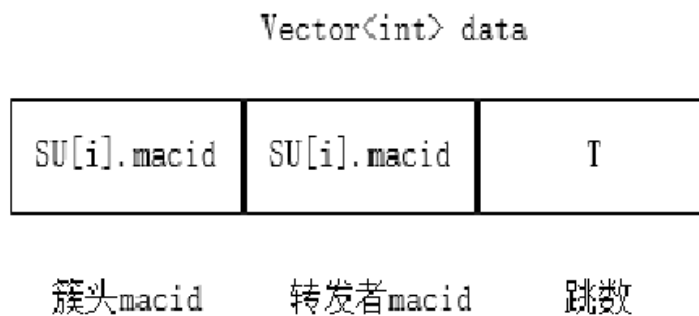 Vector<int> data
SU[i].macid SU[i].macid T
簇头macid 转发者macid 跳数